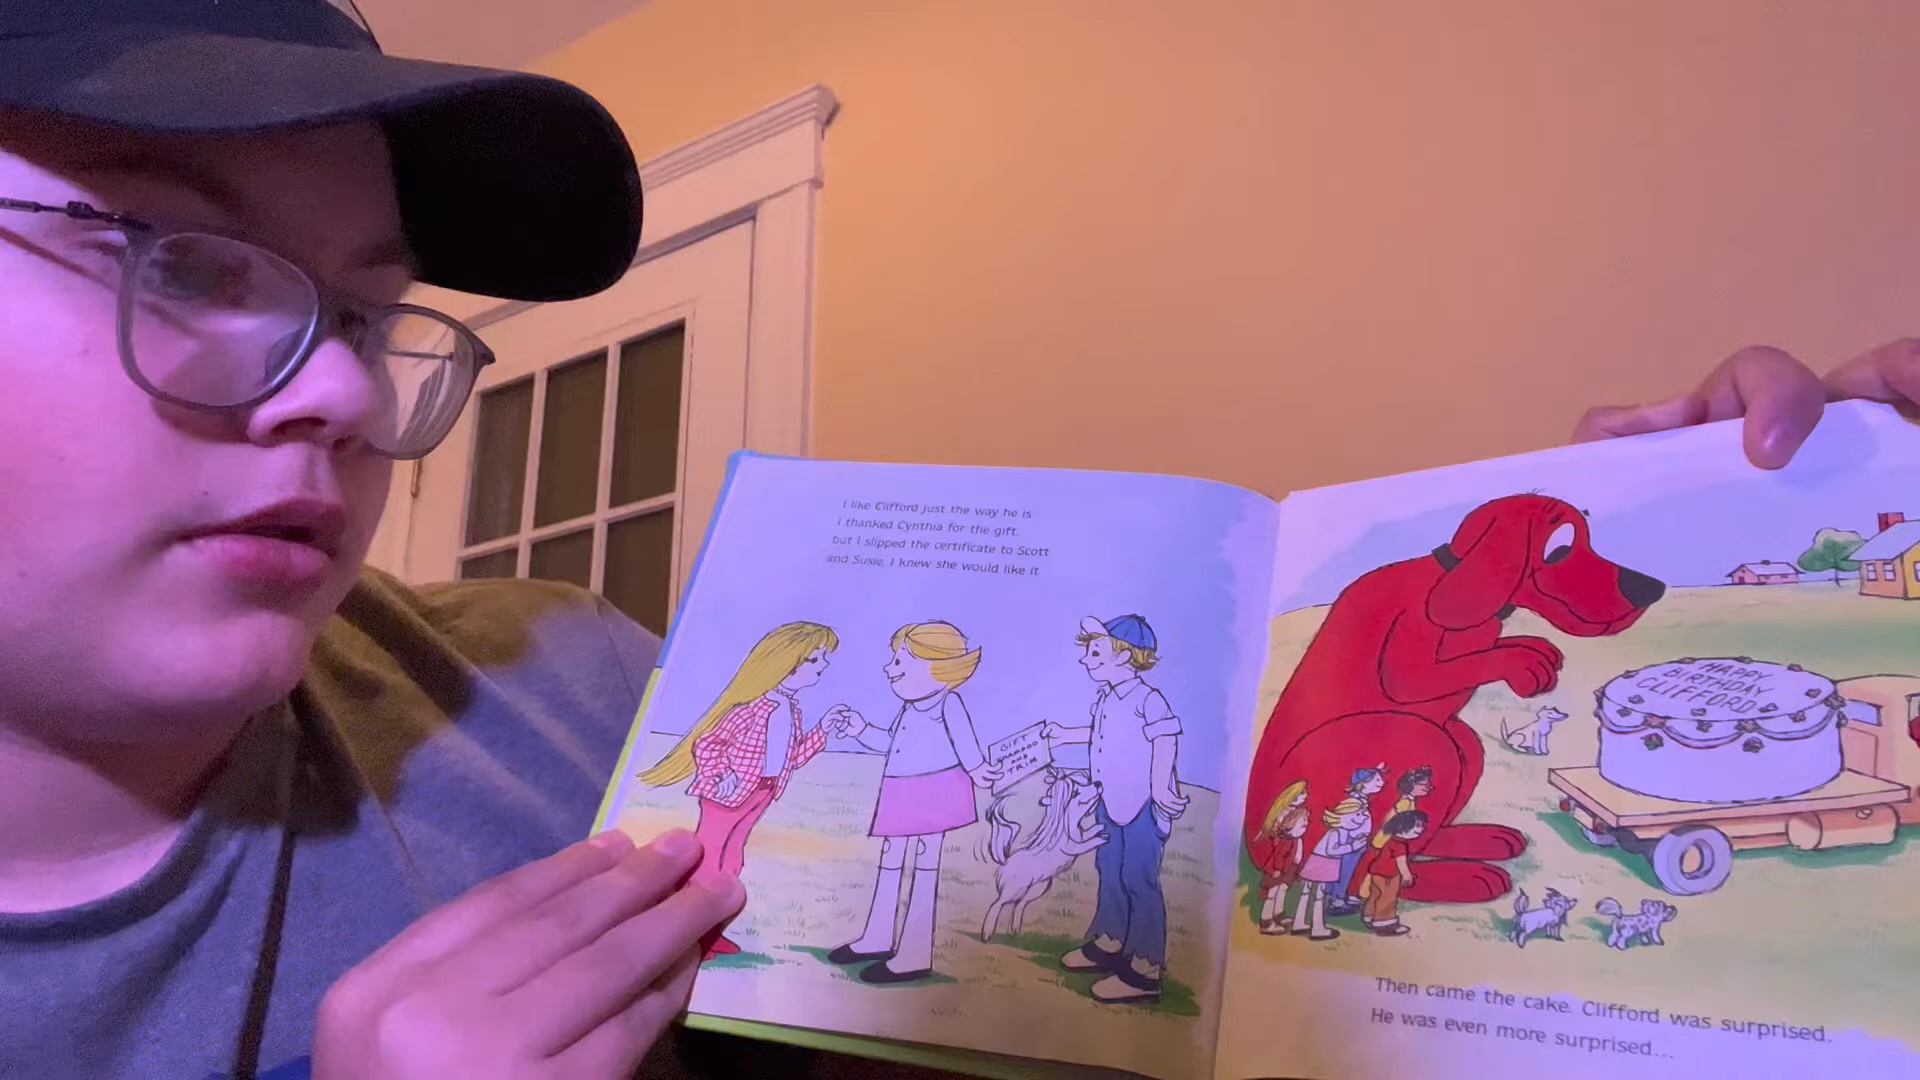 I like Clifford just the way he is
I thanked Cynthia for the gift,
but I slipped the certificate to Scott
and Susie. I knew she would like it
GIFT
SHAMPOO
AND
TRIM
HAPPY
BIRTHDAY
CLIFFORD
Then came the cake. Clifford was surprised.
He was even more surprised...